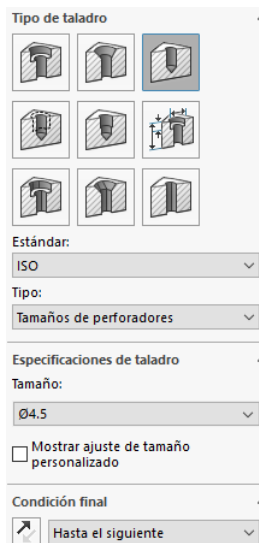 Tipo de taladro
Estándar:
ISO
Tipo:
Tamaños de perforadores
Especificaciones de taladro
Tamaño:
Ø4.5
Mostrar ajuste de tamaño
personalizado
Condición final
Hasta el siguiente